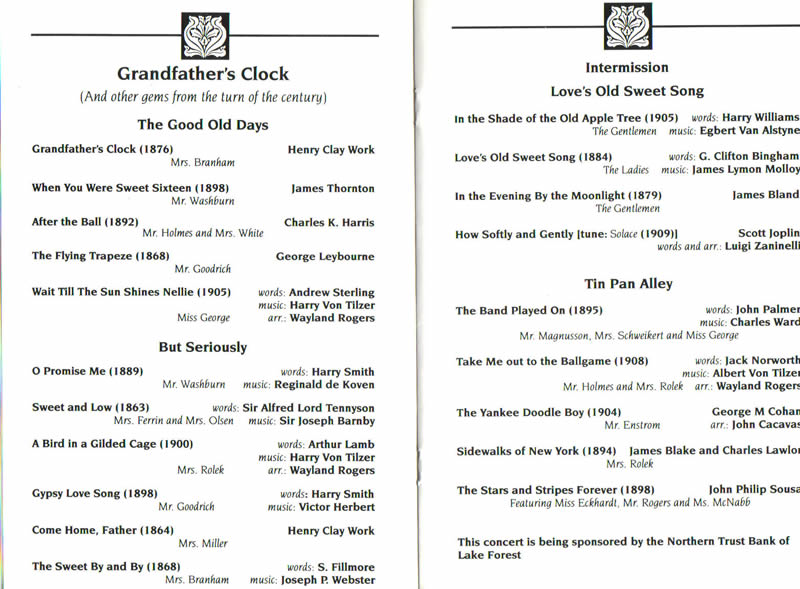 Grandfather's Clock
(And other gems from the turn of the century)
The Good Old Days
Grandfather's Clock (1876) Henry Clay Work
Mrs. Branham
When You Were Sweet Sixteen (1898) James Thornton
Mr. Washburn
After the Ball (1892) Charles K. Harris
Mr. Holmes and Mrs. White
The Flying Trapeze (1868) George Leybourne
Mr. Goodrich
Wait Till The Sun Shines Nellie (1905) words: Andrew Sterling
music: Harry Von Tilzer
Miss George arr.: Wayland Rogers
But Seriously
O Promise Me (1889) words: Harry Smith
Mr. Washburn music: Reginald de Koven
Sweet and Low (1863) words: Sir Alfred Lord Tennyson
Mrs. Ferrin and Mrs. Olsen music: Sir Joseph Barnby
A Bird in a Gilded Cage (1900) words: Arthur Lamb
music: Harry Von Tilzer
Mrs. Rolek arr.: Wayland Rogers
Gypsy Love Song (1898) words: Harry Smith
Mr. Goodrich music: Victor Herbert
Come Home, Father (1864) Henry Clay Work
Mrs. Miller
The Sweet By and By (1868) words: S. Fillmore
Mrs. Branham music: Joseph P. Webster
Intermission
Love's Old Sweet Song
In the Shade of the Old Apple Tree (1905) words: Harry Williams
The Gentlemen music: Egbert Van Alstyne
Love's Old Sweet Song (1884) words: G. Clifton Bingham
The Ladies music: James Lymon Molloy
In the Evening By the Moonlight (1879) James Bland
The Gentlemen
How Softly and Gently [tune: Solace (1909)] Scott Joplin
words and arr.: Luigi Zaninelli
Tin Pan Alley
The Band Played On (1895) words: John Palmer
music: Charles Ward
Mr. Magnusson, Mrs. Schweikert and Miss George
Take Me out to the Ballgame (1908) words: Jack Norworth
music: Albert Von Tilzer
Mr. Holmes and Mrs. Rolek arr.: Wayland Rogers
The Yankee Doodle Boy (1904) George M Cohan
Mr. Enstrom arr.: John Cacavas
Sidewalks of New York (1894) James Blake and Charles Lawlor
Mrs. Rolek
The Stars and Stripes Forever (1898) John Philip Sousa
Featuring Miss Eckhardt, Mr. Rogers and Ms. McNabb
This concert is being sponsored by the Northern Trust Bank of
Lake Forest